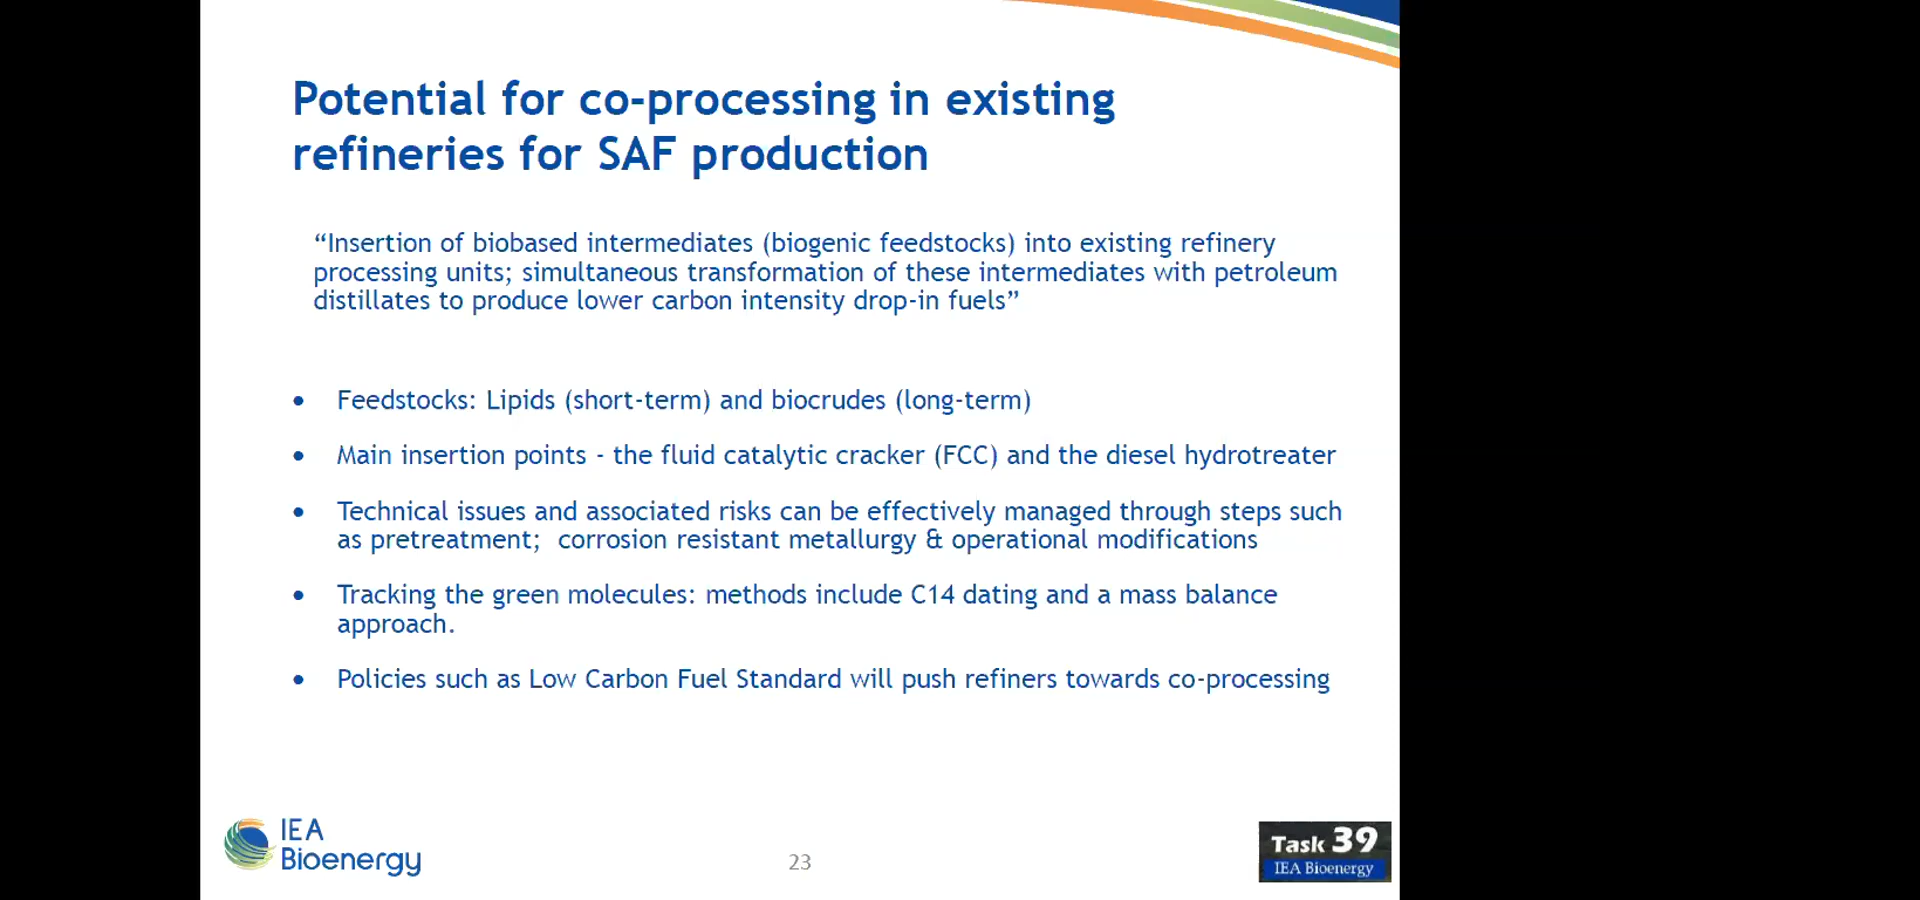 Potential for co-processing in existing
refineries for SAF production
“Insertion of biobased intermediates (biogenic feedstocks) into existing refinery
processing units; simultaneous transformation of these intermediates with petroleum
distillates to produce lower carbon intensity drop-in fuels”
• Feedstocks: Lipids (short-term) and biocrudes (long-term)
• Main insertion points - the fluid catalytic cracker (FCC) and the diesel hydrotreater
• Technical issues and associated risks can be effectively managed through steps such
as pretreatment;  corrosion resistant metallurgy & operational modifications
• Tracking the green molecules: methods include C14 dating and a mass balance
approach.
• Policies such as Low Carbon Fuel Standard will push refiners towards co-processing
IEA
Bioenergy
23
Task 39
IEA Bioenergy